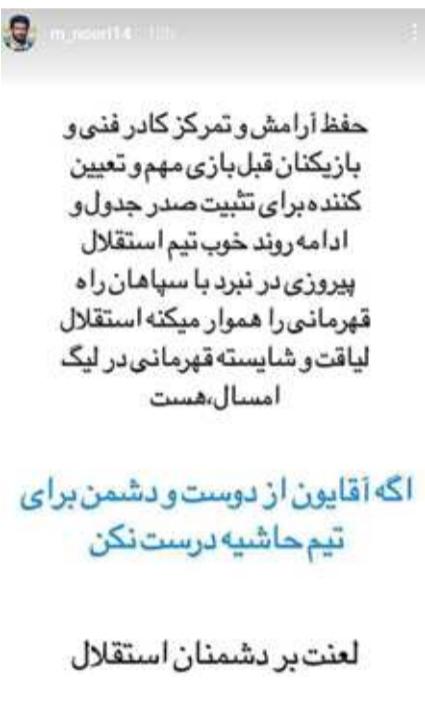 m_noori14 18h
حفظ آرامش و تمرکز کادر فنی و
بازیکنان قبل بازی مهم و تعیین
کننده برای تثبیت صدر جدول و
ادامه روند خوب تیم استقلال
پیروزی در نبرد با سپاهان راه
قهرمانی را هموار میکنه استقلال
لیاقت و شایسته قهرمانی در لیگ
امسال،هست
اگه آقایون از دوست و دشمن برای
تیم حاشیه درست نکن
لعنت بر دشمنان استقلال